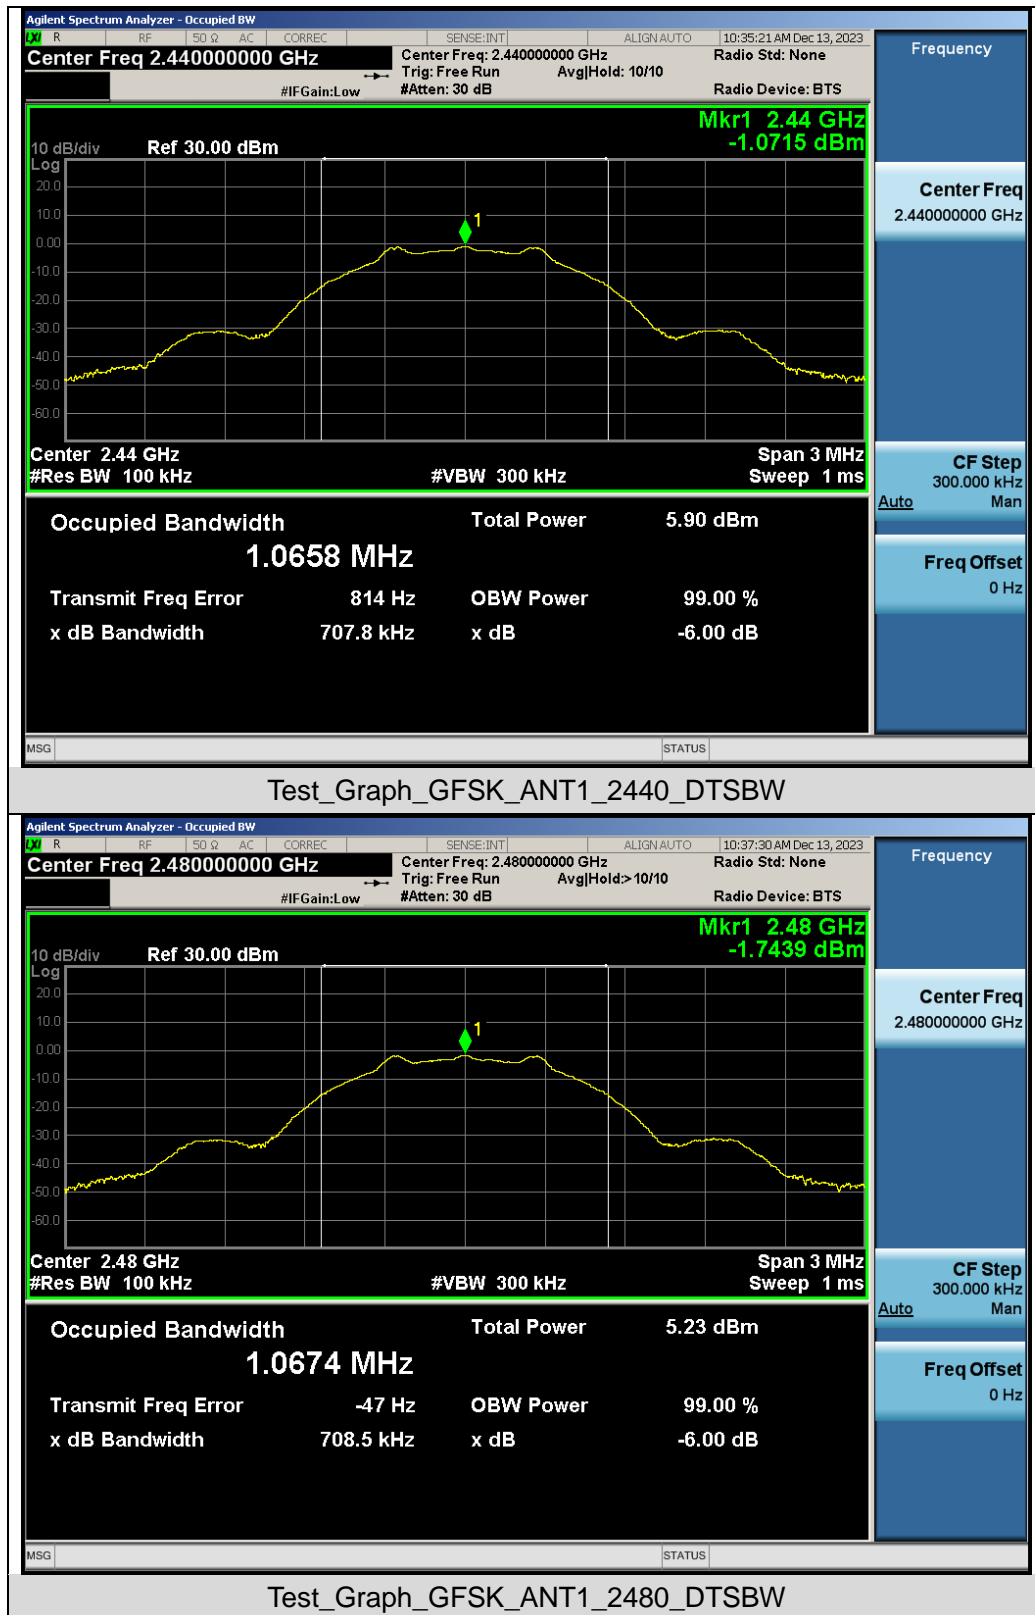 Agilent Spectrum Analyzer - Occupied BW
LXI R RF 50 Ω AC CORREC SENSE:INT ALIGN AUTO 10:35:21 AM Dec 13, 2023
Center Freq 2.440000000 GHz Center Freq: 2.440000000 GHz Radio Std: None Frequency
Trig: Free Run Avg|Hold: 10/10
#IFGain:Low #Atten: 30 dB Radio Device: BTS
Mkr1 2.44 GHz
10 dB/div Ref 30.00 dBm -1.0715 dBm
Log
20.0
Center Freq
2.440000000 GHz
10.0
1
0.00
-10.0
-20.0
-30.0
-40.0
-50.0
-60.0
Center 2.44 GHz Span 3 MHz
#Res BW 100 kHz #VBW 300 kHz Sweep 1 ms
CF Step
300.000 kHz
Auto Man
Occupied Bandwidth Total Power 5.90 dBm
1.0658 MHz
Freq Offset
0 Hz
Transmit Freq Error 814 Hz OBW Power 99.00 %
x dB Bandwidth 707.8 kHz x dB -6.00 dB
MSG STATUS
Test_Graph_GFSK_ANT1_2440_DTSBW
Agilent Spectrum Analyzer - Occupied BW
LXI R RF 50 Ω AC CORREC SENSE:INT ALIGN AUTO 10:37:30 AM Dec 13, 2023
Center Freq 2.480000000 GHz Center Freq: 2.480000000 GHz Radio Std: None Frequency
Trig: Free Run Avg|Hold:>10/10
#IFGain:Low #Atten: 30 dB Radio Device: BTS
Mkr1 2.48 GHz
10 dB/div Ref 30.00 dBm -1.7439 dBm
Log
20.0
Center Freq
2.480000000 GHz
10.0
1
0.00
-10.0
-20.0
-30.0
-40.0
-50.0
-60.0
Center 2.48 GHz Span 3 MHz
#Res BW 100 kHz #VBW 300 kHz Sweep 1 ms
CF Step
300.000 kHz
Auto Man
Occupied Bandwidth Total Power 5.23 dBm
1.0674 MHz
Freq Offset
0 Hz
Transmit Freq Error -47 Hz OBW Power 99.00 %
x dB Bandwidth 708.5 kHz x dB -6.00 dB
MSG STATUS
Test_Graph_GFSK_ANT1_2480_DTSBW